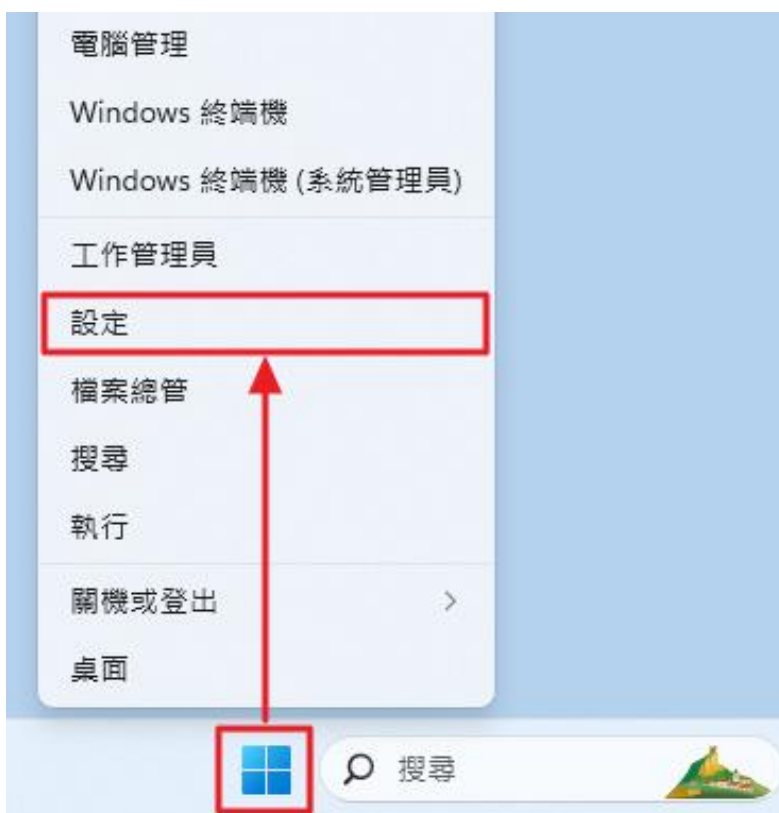 電腦管理
Windows 終端機
Windows 終端機 (系統管理員)
工作管理員
設定
檔案總管
搜尋
執行
關機或登出
桌面
搜尋